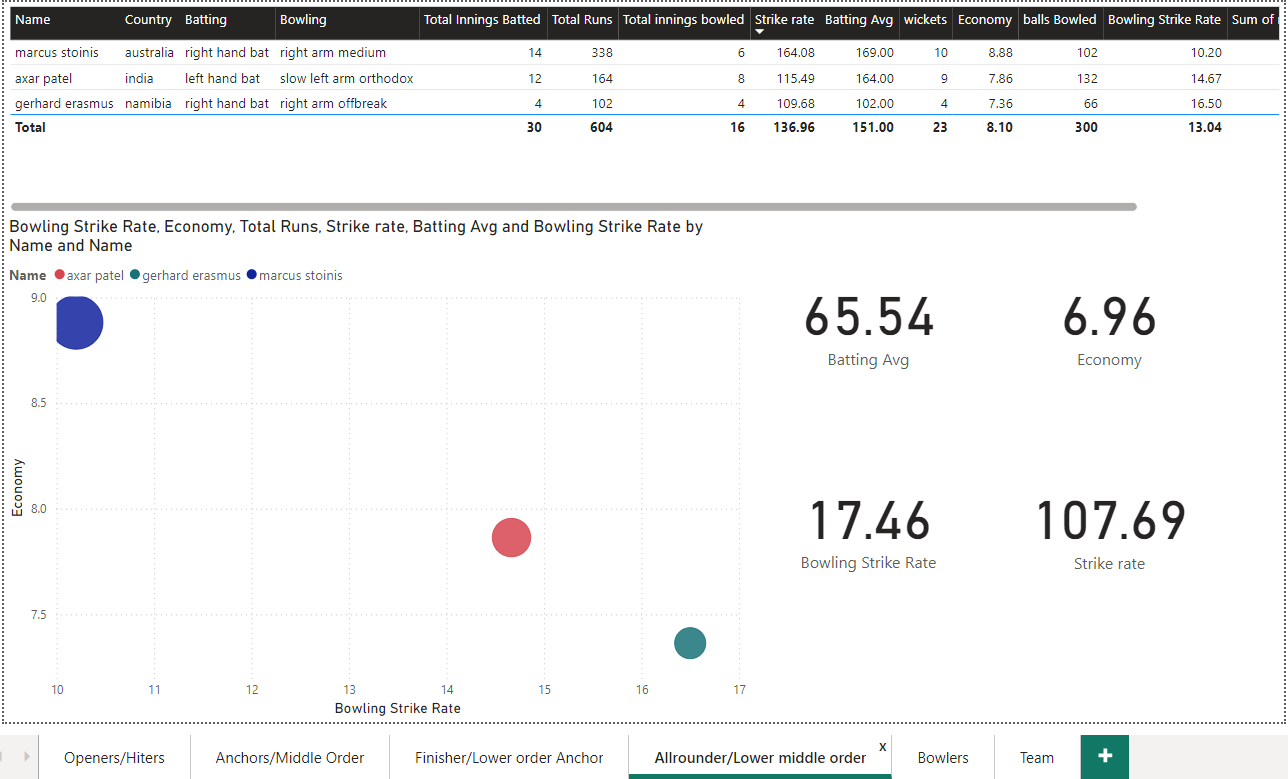 Name Country Batting Bowling Total Innings Batted Total Runs Total innings bowled Strike rate Batting Avg wickets Economy balls Bowled Bowling Strike Rate Sum of
marcus stoinis australia right hand bat right arm medium 14 338 6 164.08 169.00 10 8.88 102 10.20
axar patel india left hand bat slow left arm orthodox 12 164 8 115.49 164.00 9 7.86 132 14.67
gerhard erasmus namibia right hand bat right arm offbreak 4 102 4 109.68 102.00 4 7.36 66 16.50
Total 30 604 16 136.96 151.00 23 8.10 300 13.04
Bowling Strike Rate, Economy, Total Runs, Strike rate, Batting Avg and Bowling Strike Rate by
Name and Name
Name axar patel gerhard erasmus marcus stoinis
9.0
8.5
8.0
7.5
Economy
10 11 12 13 14 15 16 17
Bowling Strike Rate
65.54
Batting Avg
6.96
Economy
17.46
Bowling Strike Rate
107.69
Strike rate
Openers/Hiters Anchors/Middle Order Finisher/Lower order Anchor Allrounder/Lower middle order x Bowlers Team +